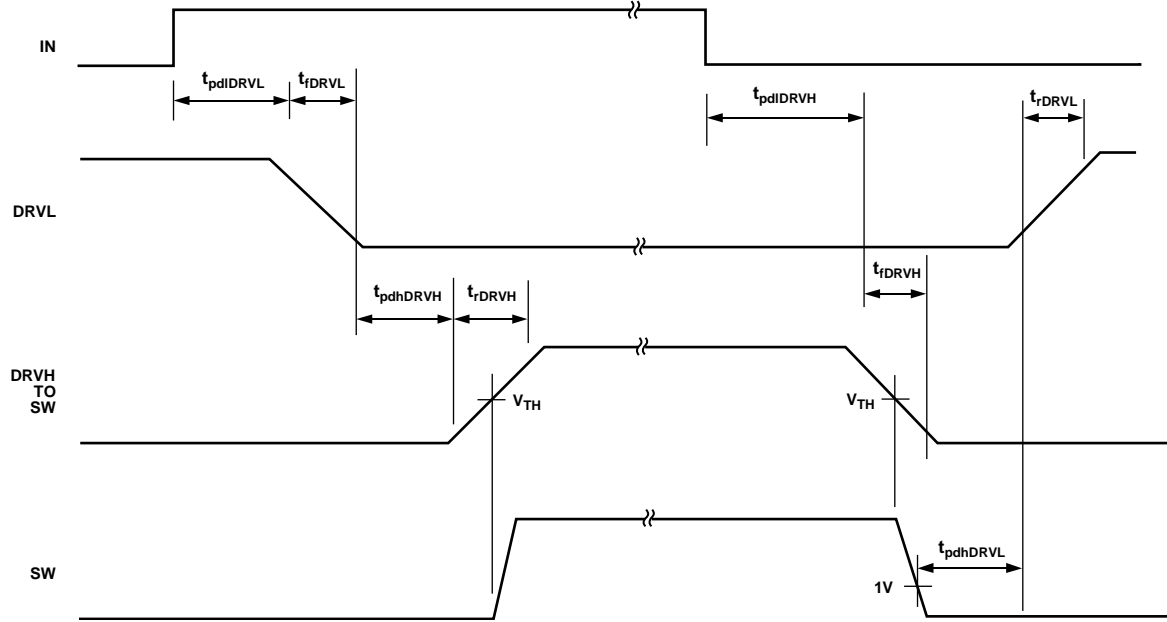 IN
tpdlDRVL
tfDRVL
tpdlDRVH
trDRVL
DRVL
tfDRVH
tpdhDRVH
trDRVH
DRVH
TO
SW
VTH
VTH
SW
1V
tpdhDRVL